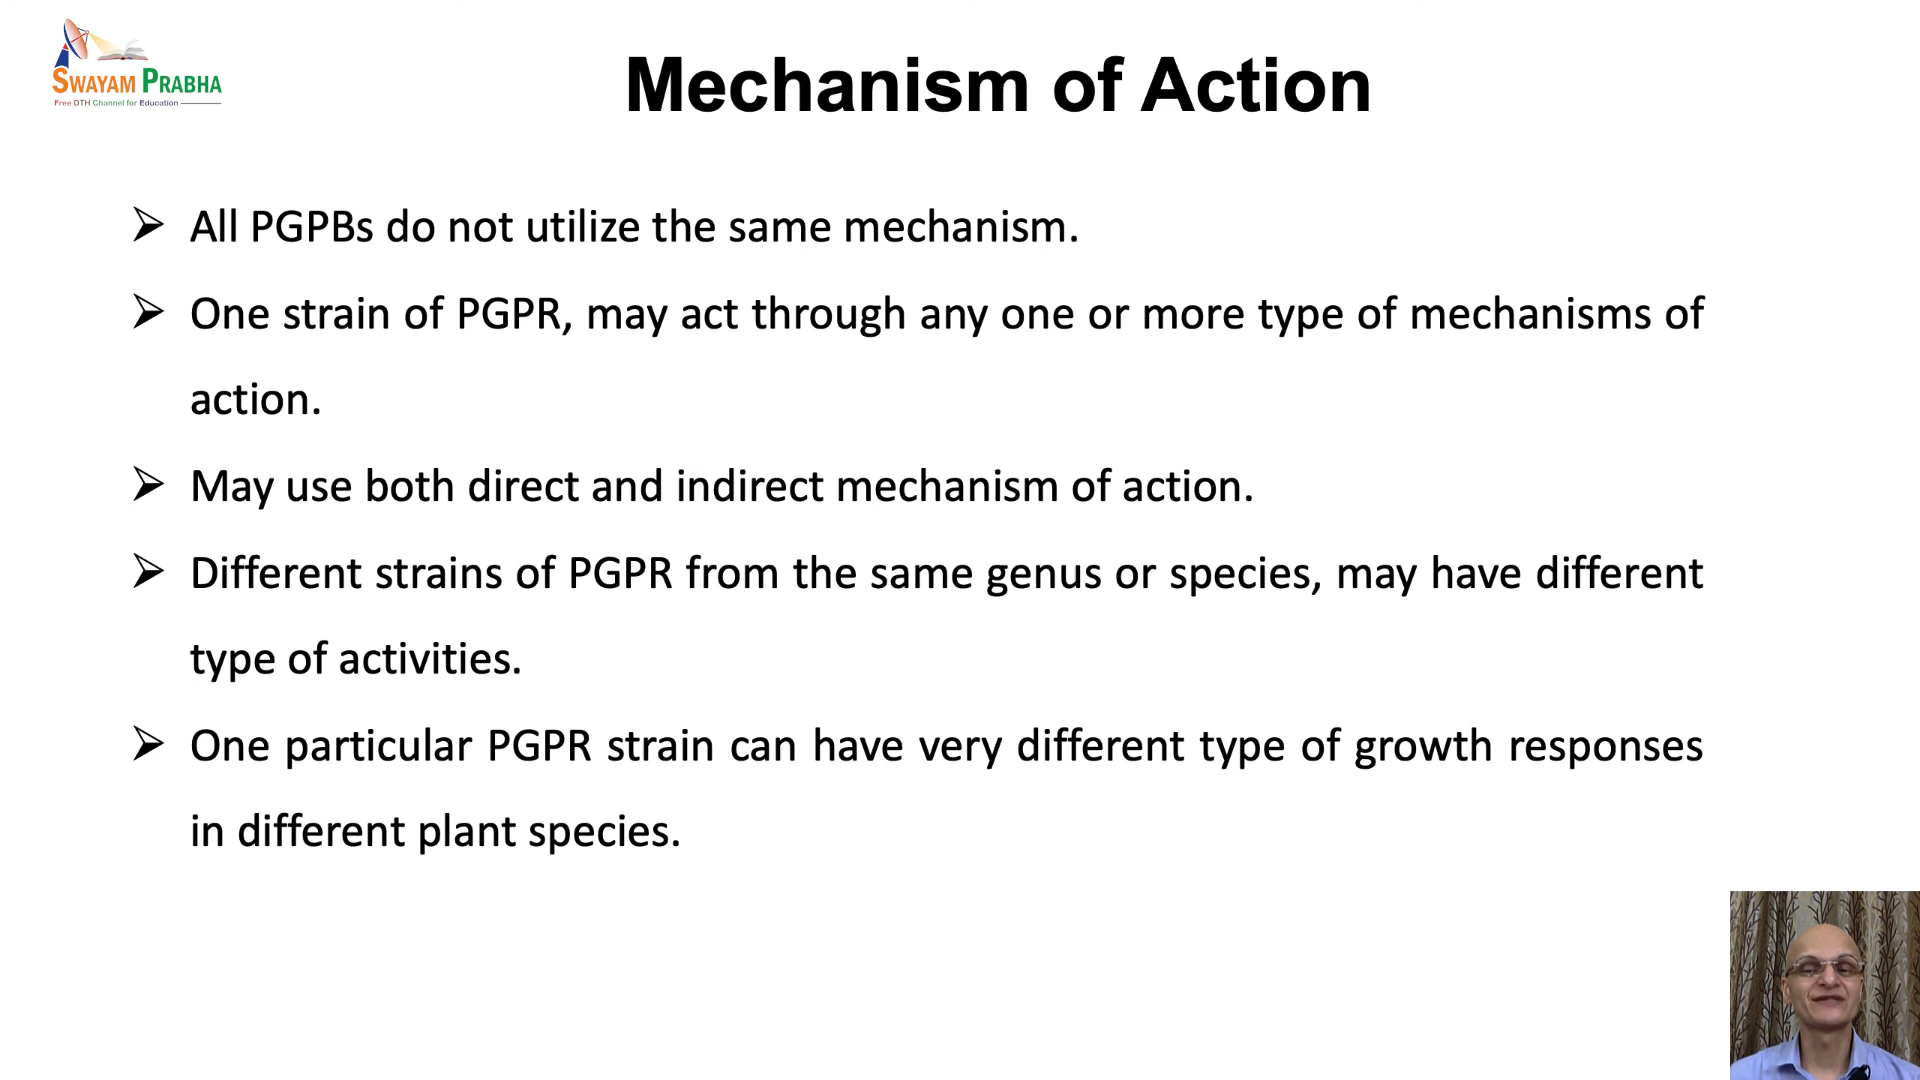 SWAYAM PRABHA
Free DTH Channel for Education
Mechanism of Action
All PGPBs do not utilize the same mechanism.
One strain of PGPR, may act through any one or more type of mechanisms of
action.
May use both direct and indirect mechanism of action.
Different strains of PGPR from the same genus or species, may have different
type of activities.
One particular PGPR strain can have very different type of growth responses
in different plant species.